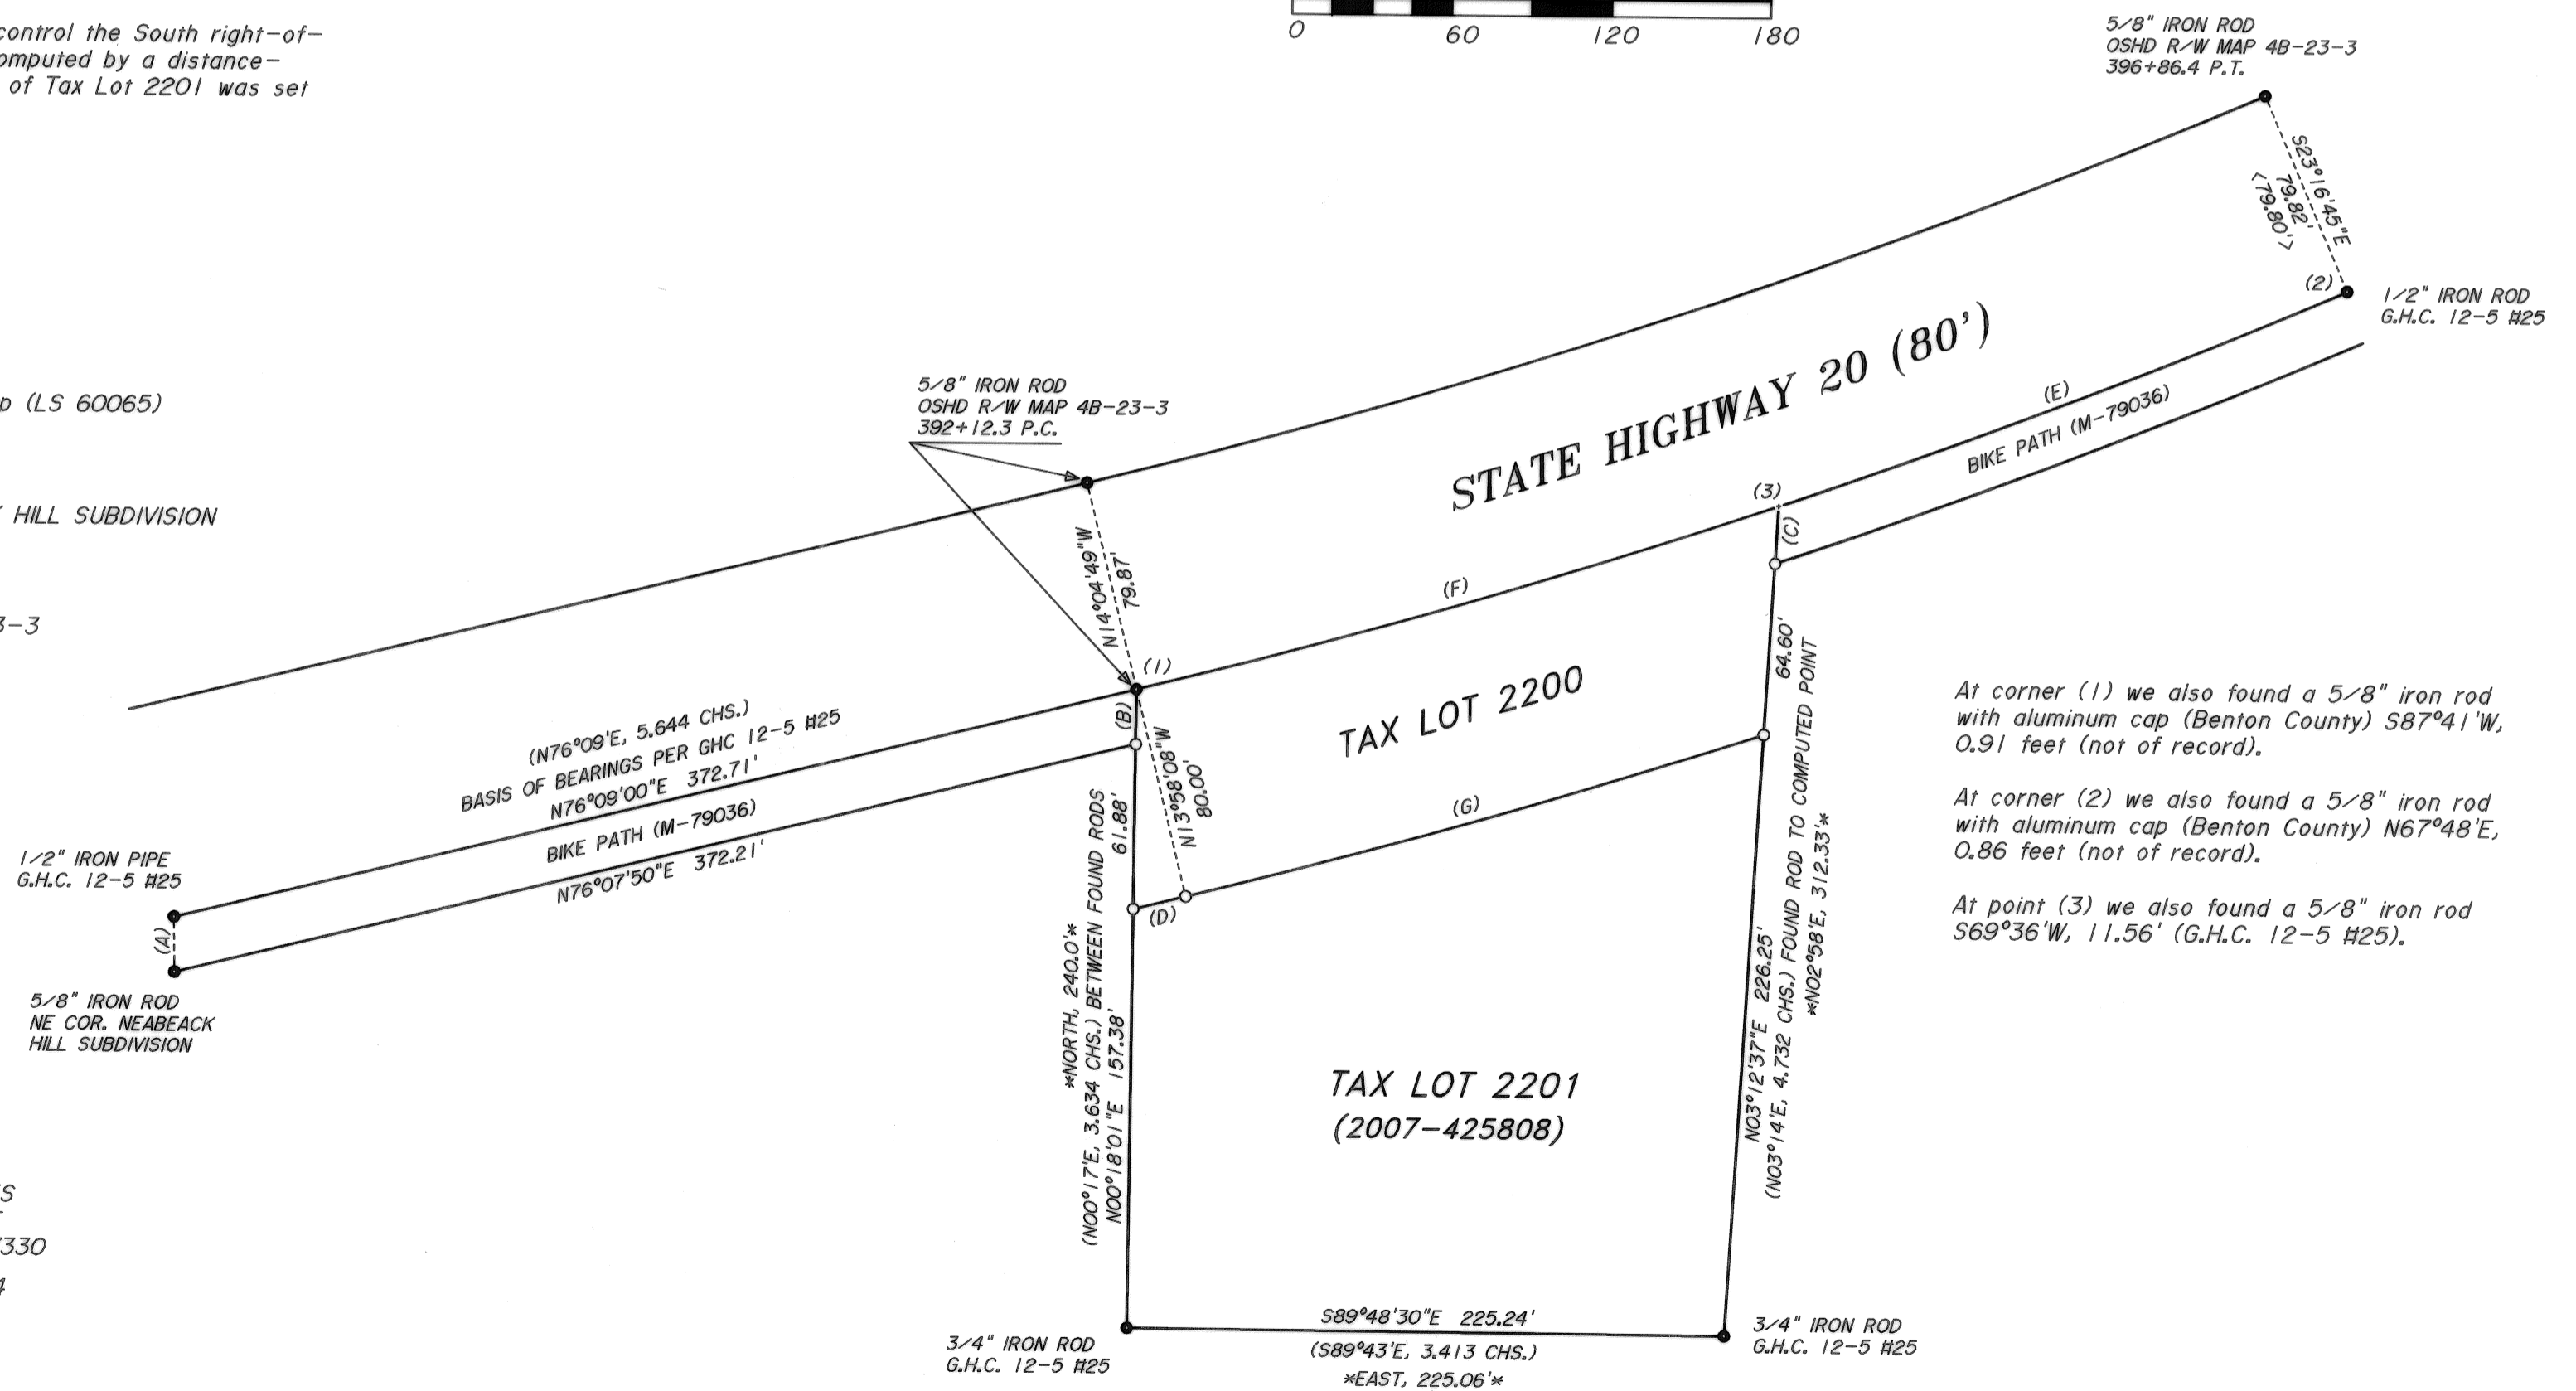 control the South right-of-
omputed by a distance-
of Tax Lot 2201 was set
0 60 120 180
5/8" IRON ROD
OSHD R/W MAP 4B-23-3
396+86.4 P.T.
S23°16'45"E
79.82'
<79.80'>
(2)
1/2" IRON ROD
G.H.C. 12-5 #25
p (LS 60065)
HILL SUBDIVISION
3-3
5/8" IRON ROD
OSHD R/W MAP 4B-23-3
392+12.3 P.C.
STATE HIGHWAY 20 (80')
(E)
BIKE PATH (M-79036)
(3)
(C)
N14°04'49"W
79.87'
(F)
(1)
(B)
TAX LOT 2200
64.60'
(N76°09'E, 5.644 CHS.)
BASIS OF BEARINGS PER GHC 12-5 #25
N76°09'00"E 372.71'
BIKE PATH (M-79036)
N76°07'50"E 372.21'
N13°58'08"W
80.00'
61.88'
(G)
(D)
1/2" IRON PIPE
G.H.C. 12-5 #25
(A)
5/8" IRON ROD
NE COR. NEABEACK
HILL SUBDIVISION
*NORTH, 240.0'*
(N00°17'E, 3.634 CHS.) BETWEEN FOUND RODS
N00°18'01"E 157.38'
N03°12'37"E 226.25'
(N03°14'E, 4.732 CHS.) FOUND ROD TO COMPUTED POINT
*N02°58'E, 312.33'*
At corner (1) we also found a 5/8" iron rod
with aluminum cap (Benton County) S87°41'W,
0.91 feet (not of record).
At corner (2) we also found a 5/8" iron rod
with aluminum cap (Benton County) N67°48'E,
0.86 feet (not of record).
At point (3) we also found a 5/8" iron rod
S69°36'W, 11.56' (G.H.C. 12-5 #25).
TAX LOT 2201
(2007-425808)
S
330
4
3/4" IRON ROD
G.H.C. 12-5 #25
S89°48'30"E 225.24'
(S89°43'E, 3.413 CHS.)
*EAST, 225.06'*
3/4" IRON ROD
G.H.C. 12-5 #25